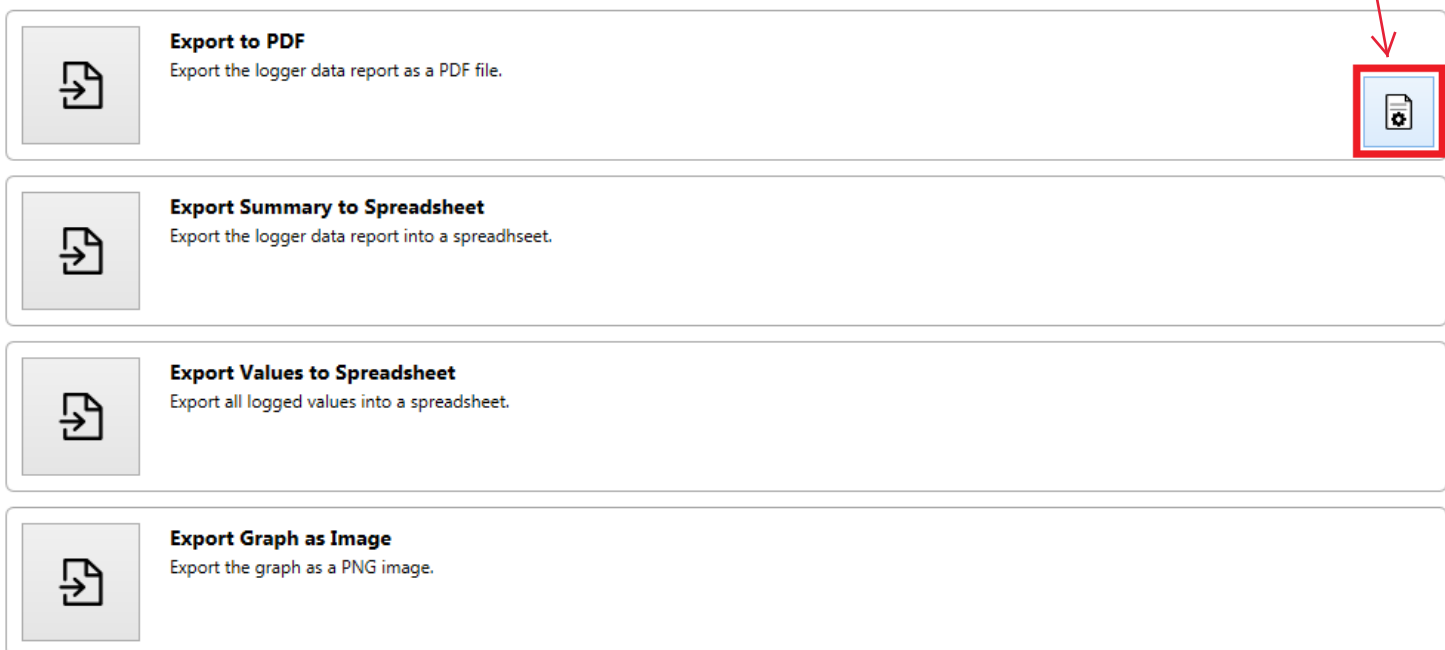 Export to PDF
Export the logger data report as a PDF file.
Export Summary to Spreadsheet
Export the logger data report into a spreadhseet.
Export Values to Spreadsheet
Export all logged values into a spreadsheet.
Export Graph as Image
Export the graph as a PNG image.